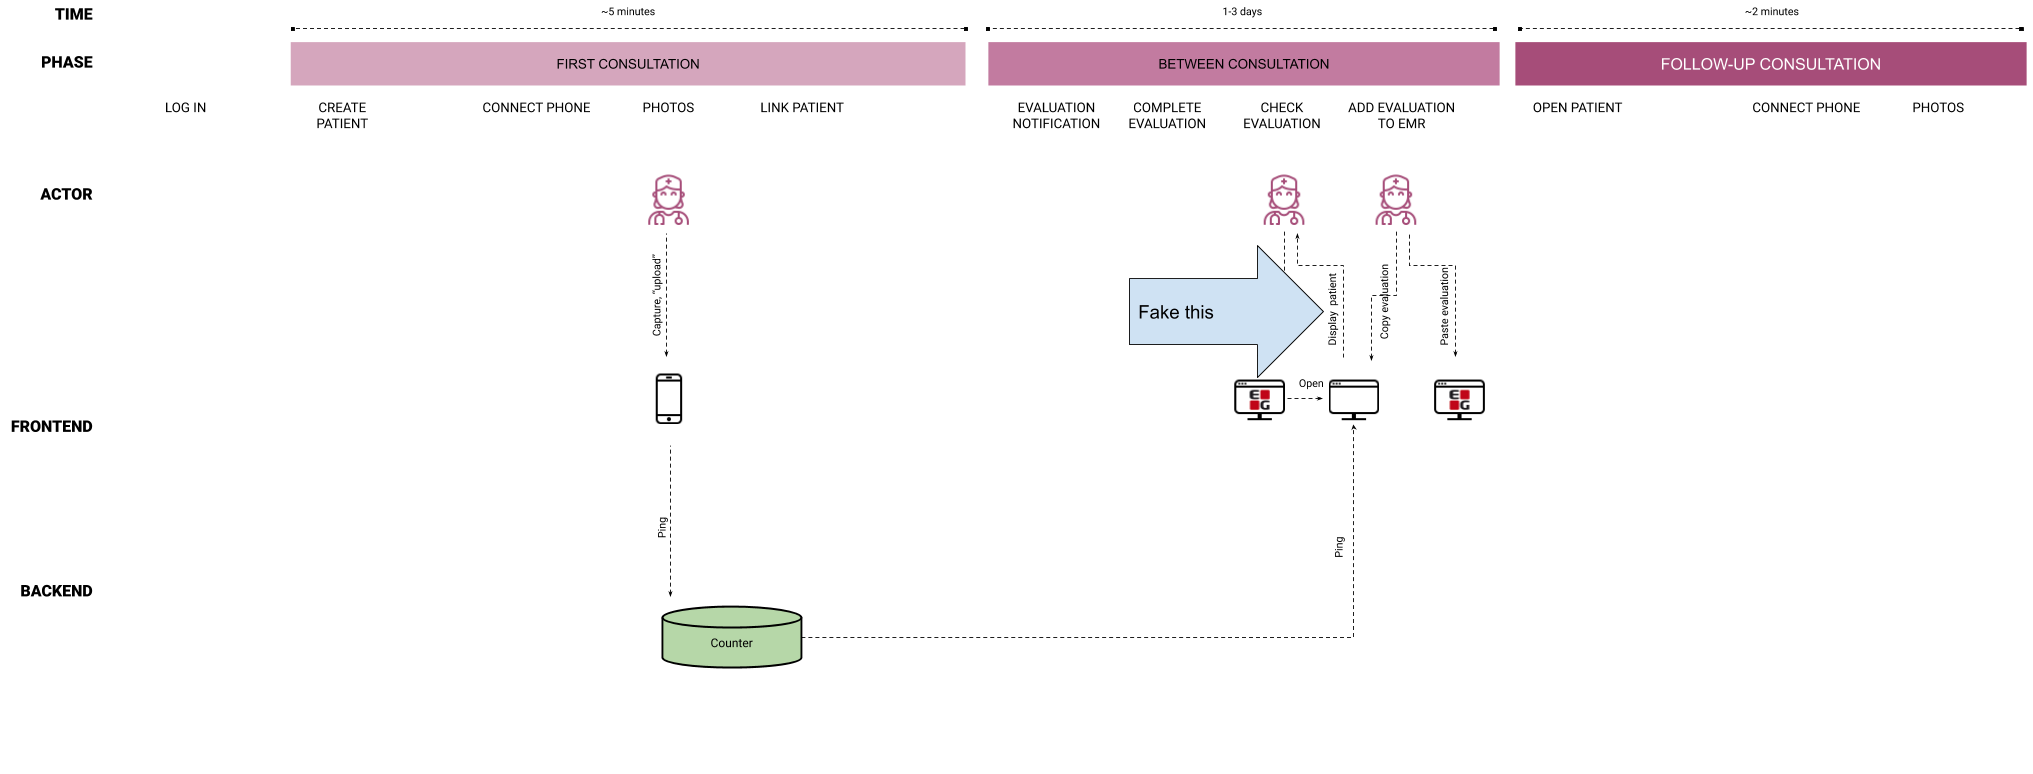 TIME
~5 minutes
1-3 days
~2 minutes
PHASE
FIRST CONSULTATION
BETWEEN CONSULTATION
FOLLOW-UP CONSULTATION
LOG IN
CREATE
PATIENT
CONNECT PHONE
PHOTOS
LINK PATIENT
EVALUATION
NOTIFICATION
COMPLETE
EVALUATION
CHECK
EVALUATION
ADD EVALUATION
TO EMR
OPEN PATIENT
CONNECT PHONE
PHOTOS
ACTOR
Capture, "upload"
Fake this
Display patient
Copy evaluation
Paste evaluation
FRONTEND
E
G
Open
E
G
Ping
Ping
BACKEND
Counter